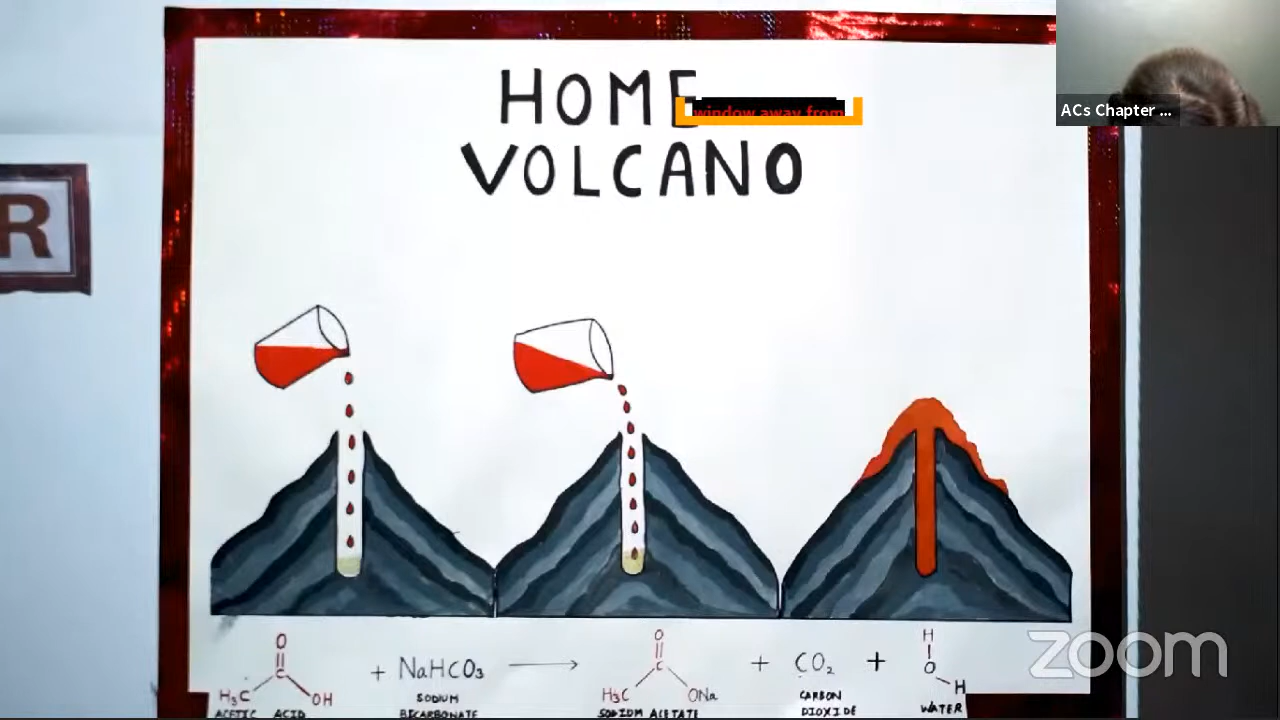 HOME
window away from
VOLCANO
ACs Chapter ...
R
O
||
C
H₃C OH
ACETIC ACID
+ NaHCO₃
SODIUM
BICARBONATE
→
O
||
C
H₃C ONa
SODIUM ACETATE
+ CO₂
CARBON
DIOXIDE
+
H
O
H
WATER
zoom